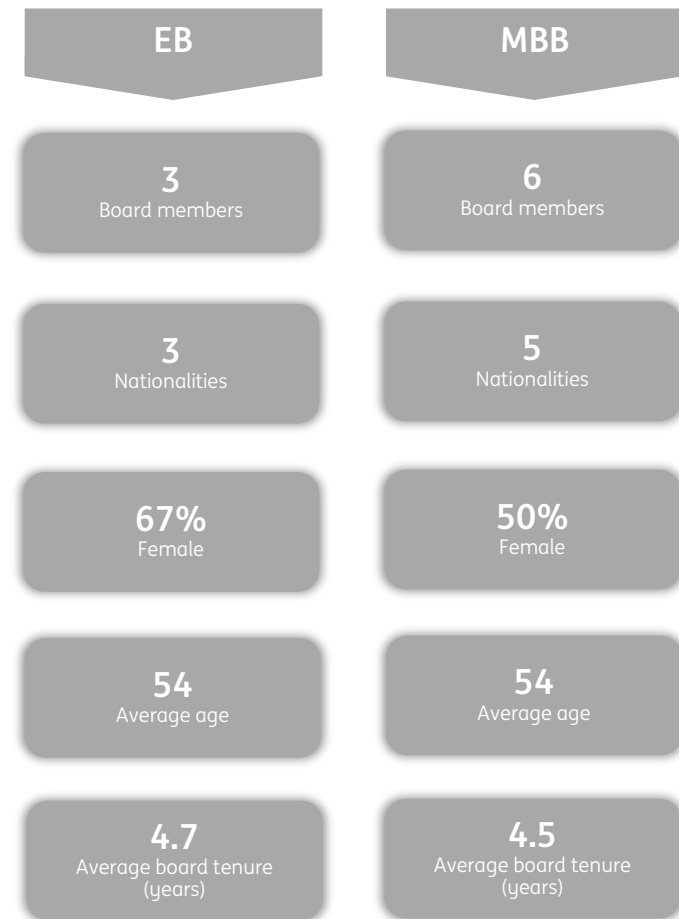 EB
3
Board members
3
Nationalities
67%
Female
54
Average age
4.7
Average board tenure
(years)
MBB
6
Board members
5
Nationalities
50%
Female
54
Average age
4.5
Average board tenure
(years)